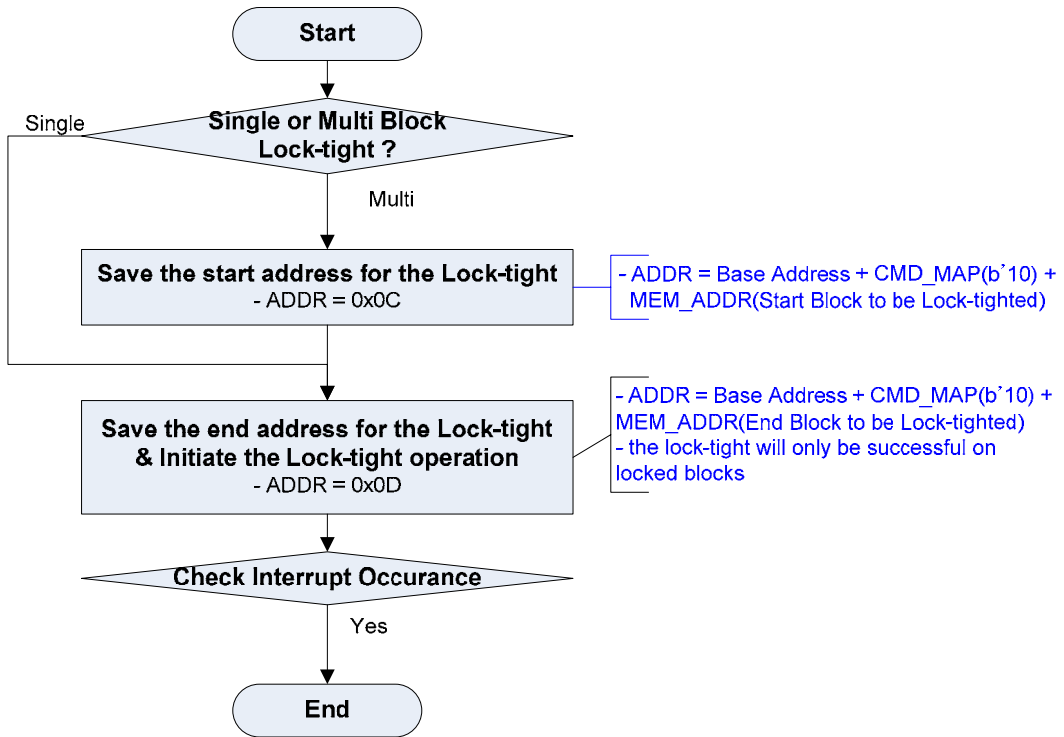 Start
Single
Single or Multi Block
Lock-tight ?
Multi
Save the start address for the Lock-tight
- ADDR = 0x0C
- ADDR = Base Address + CMD_MAP(b’10) +
MEM_ADDR(Start Block to be Lock-tighted)
Save the end address for the Lock-tight
& Initiate the Lock-tight operation
- ADDR = 0x0D
- ADDR = Base Address + CMD_MAP(b’10) +
MEM_ADDR(End Block to be Lock-tighted)
- the lock-tight will only be successful on
locked blocks
Check Interrupt Occurance
Yes
End